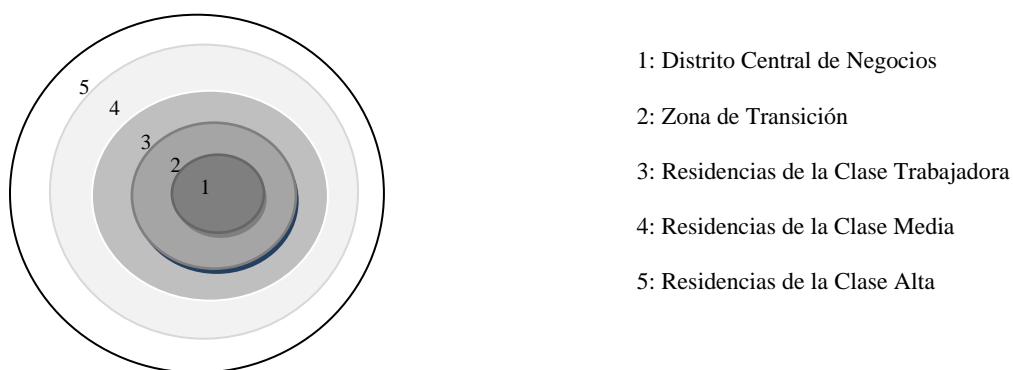 5
4
3
2
1
1: Distrito Central de Negocios
2: Zona de Transición
3: Residencias de la Clase Trabajadora
4: Residencias de la Clase Media
5: Residencias de la Clase Alta